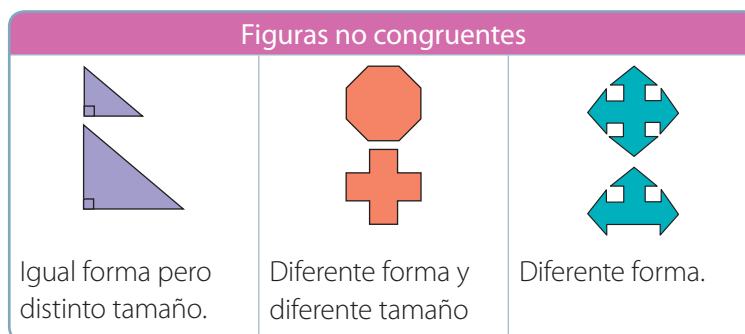 Figuras no congruentes
Igual forma pero
distinto tamaño.
Diferente forma y
diferente tamaño
Diferente forma.